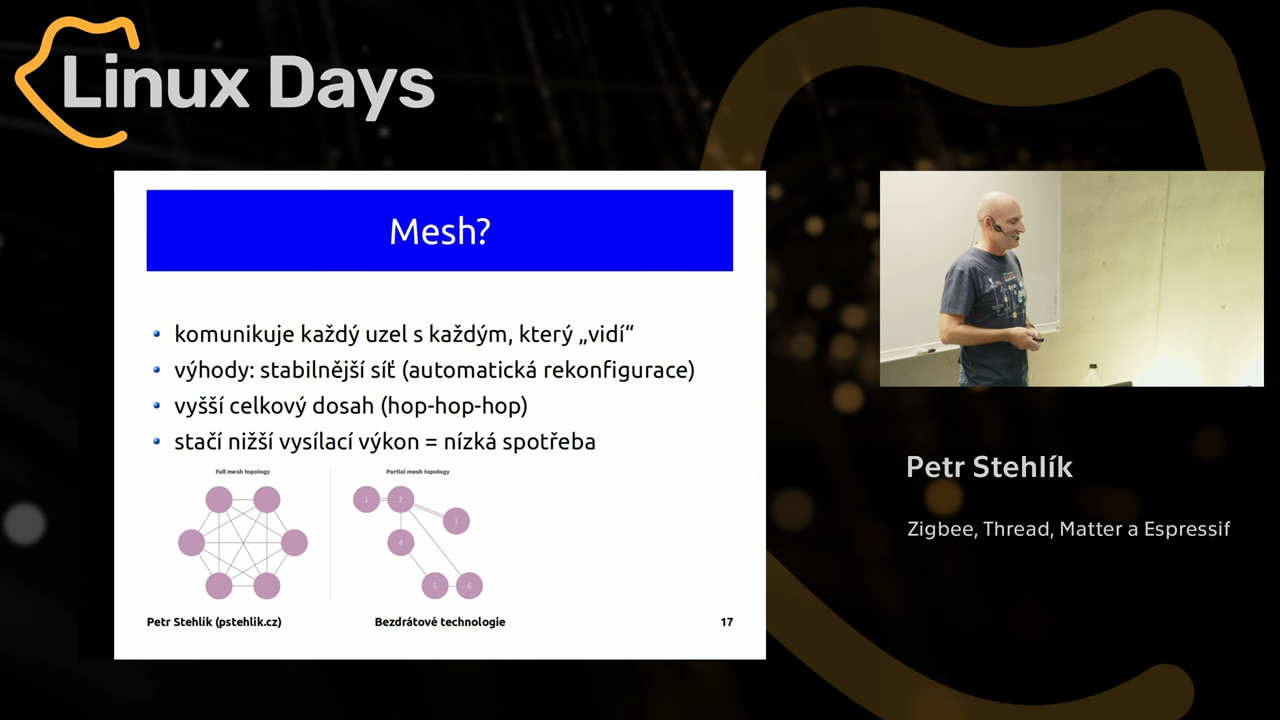 Linux Days
Mesh?
komunikuje každý uzel s každým, který „vidí“
výhody: stabilnější síť (automatická rekonfigurace)
vyšší celkový dosah (hop-hop-hop)
stačí nižší vysílací výkon = nízká spotřeba
Full mesh topology
Partial mesh topology
1
2
3
4
5
6
Petr Stehlík (pstehlik.cz)
Bezdrátové technologie
17
Petr Stehlík
Zigbee, Thread, Matter a Espressif